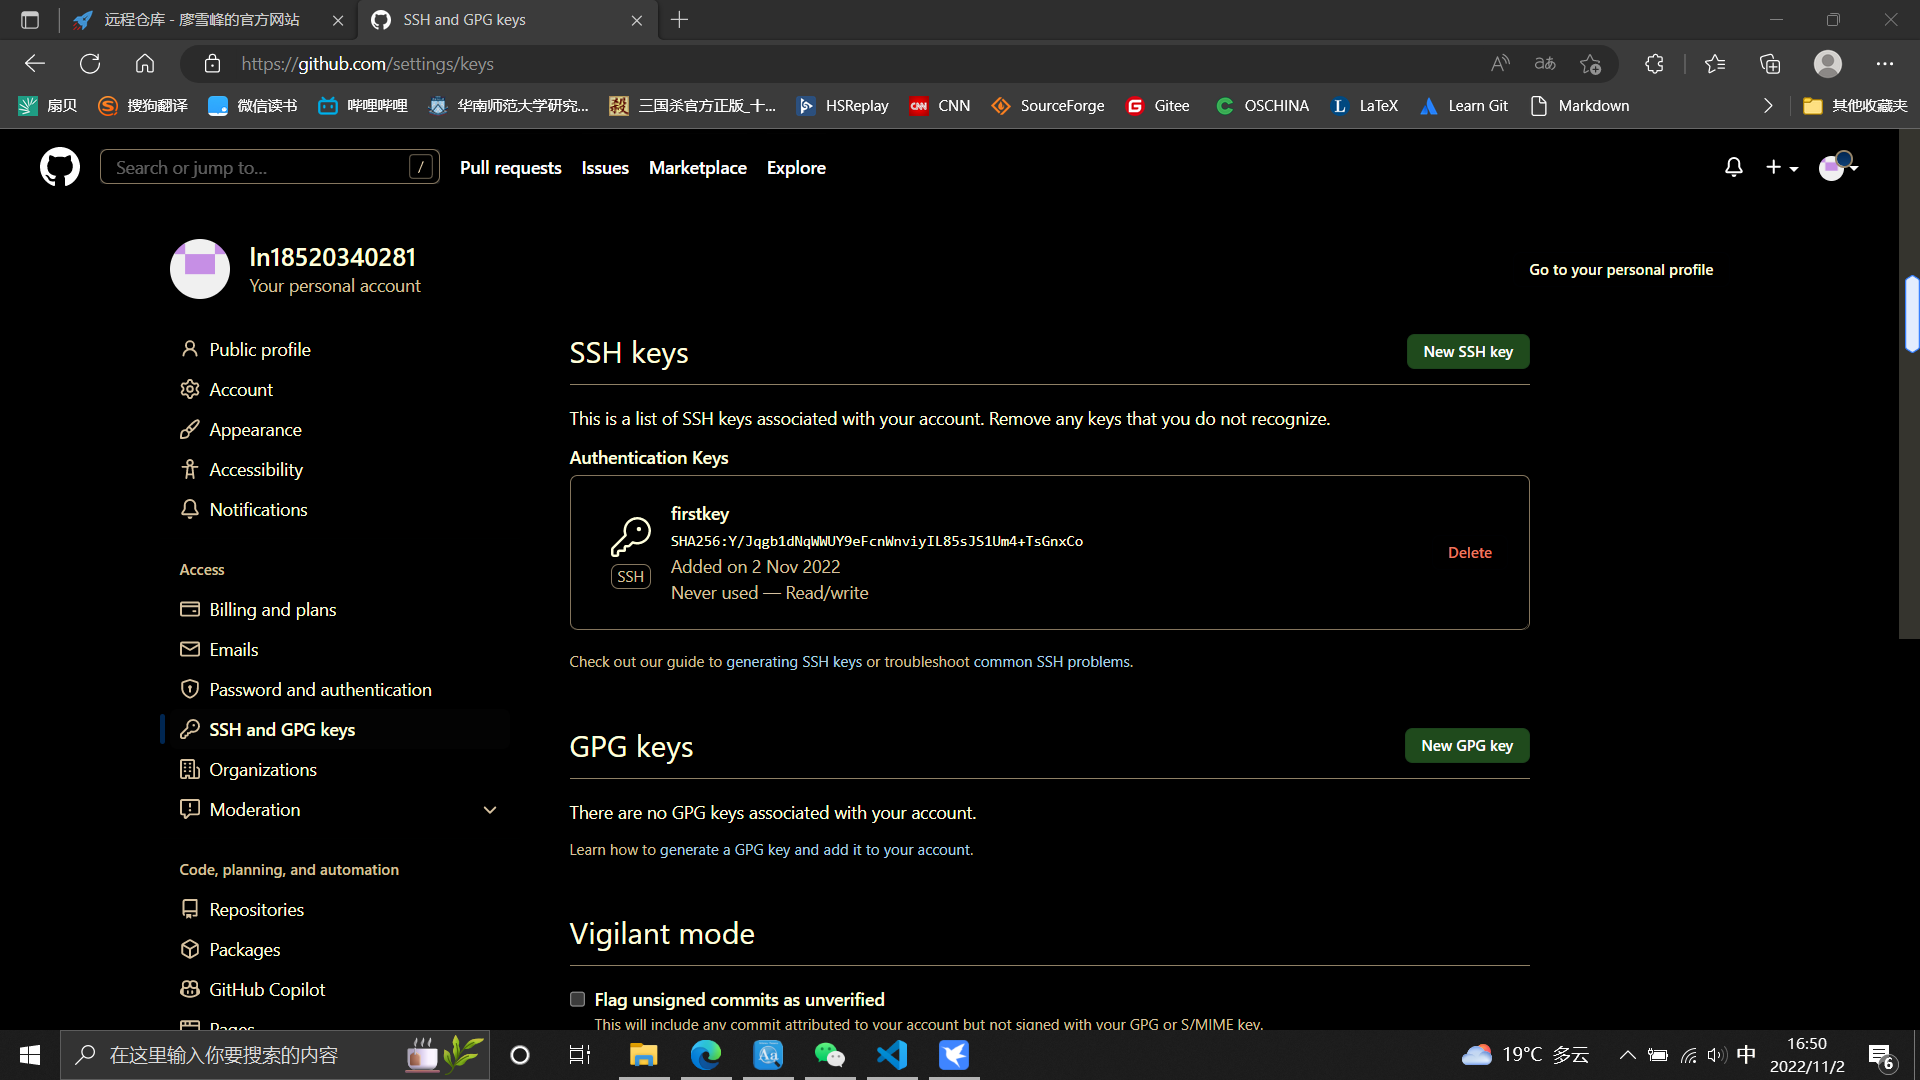 远程仓库 - 廖雪峰的官方网站
SSH and GPG keys
https://github.com/settings/keys
扇贝
搜狗翻译
微信读书
哔哩哔哩
华南师范大学研究...
三国杀官方正版_十...
HSReplay
CNN
SourceForge
Gitee
OSCHINA
LaTeX
Learn Git
Markdown
其他收藏夹
Search or jump to...
/
Pull requests
Issues
Marketplace
Explore
ln18520340281
Your personal account
Go to your personal profile
Public profile
Account
Appearance
Accessibility
Notifications
Access
Billing and plans
Emails
Password and authentication
SSH and GPG keys
Organizations
Moderation
Code, planning, and automation
Repositories
Packages
GitHub Copilot
Pages
SSH keys
New SSH key
This is a list of SSH keys associated with your account. Remove any keys that you do not recognize.
Authentication Keys
firstkey
SHA256:Y/Jqgb1dNqWWUY9eFcnWnviyIL85sJS1Um4+TsGnxCo
Added on 2 Nov 2022
Never used — Read/write
SSH
Delete
Check out our guide to generating SSH keys or troubleshoot common SSH problems.
GPG keys
New GPG key
There are no GPG keys associated with your account.
Learn how to generate a GPG key and add it to your account.
Vigilant mode
Flag unsigned commits as unverified
This will include any commit attributed to your account but not signed with your GPG or S/MIME key.
在这里输入你要搜索的内容
19°C 多云
中
16:50
2022/11/2
6